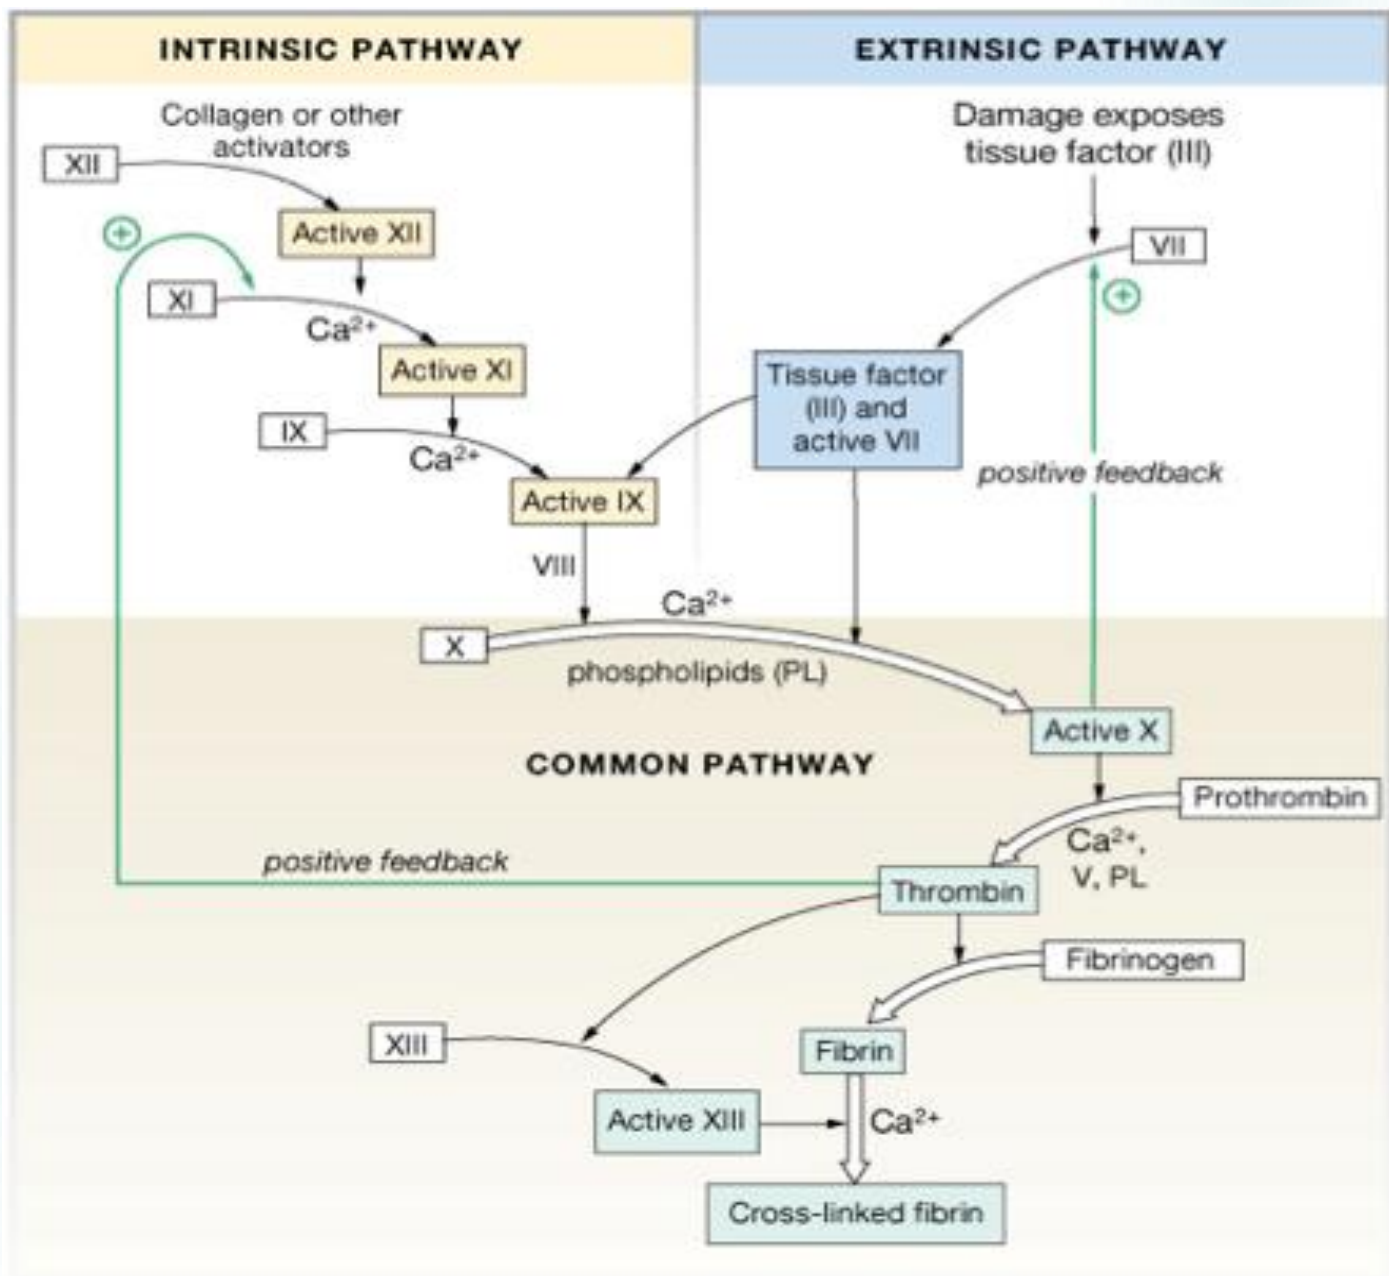 INTRINSIC PATHWAY
EXTRINSIC PATHWAY
Collagen or other
activators
XII
Active XII
+
XI
Ca²⁺
Active XI
IX
Ca²⁺
Active IX
VIII
Damage exposes
tissue factor (III)
VII
+
Tissue factor
(III) and
active VII
positive feedback
Ca²⁺
X
phospholipids (PL)
Active X
COMMON PATHWAY
Prothrombin
Ca²⁺,
V, PL
positive feedback
Thrombin
Fibrinogen
XIII
Fibrin
Active XIII
Ca²⁺
Cross-linked fibrin